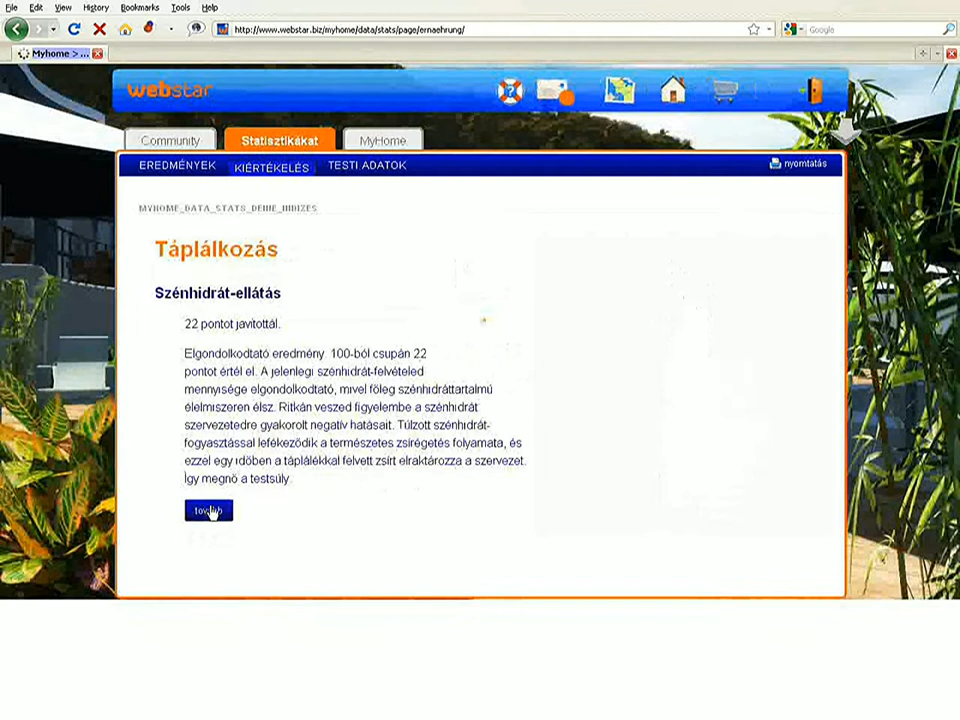 File Edit View History Bookmarks Tools Help
http://www.webstar.biz/myhome/data/stats/page/ernaehrung/
Google
Myhome > ...
webstar
Community Statisztikákat MyHome
EREDMÉNYEK KIÉRTÉKELÉS TESTI ADATOK nyomtatás
Táplálkozás
Szénhidrát-ellátás
22 pontot javítottál.
Elgondolkodtató eredmény. 100-ból csupán 22
pontot értél el. A jelenlegi szénhidrát-felvételed
mennyisége elgondolkodtató, mivel főleg szénhidráttartalmú
élelmiszeren élsz. Ritkán veszed figyelembe a szénhidrát
szervezetedre gyakorolt negatív hatásait. Túlzott szénhidrát-
fogyasztással lefékeződik a természetes zsírégetés folyamata, és
ezzel egy időben a táplálékkal felvett zsírt elraktározza a szervezet.
Így megnő a testsúly.
tovább